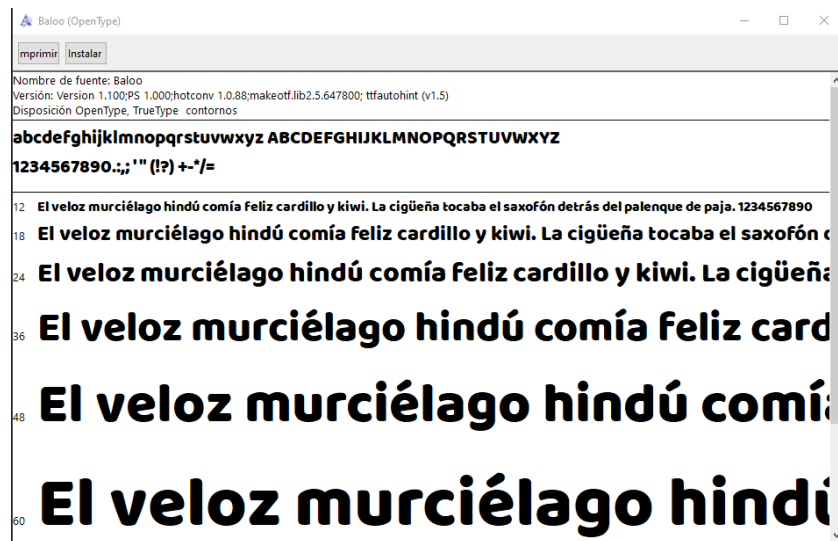 Baloo (OpenType)
mprimir Instalar
Nombre de fuente: Baloo
Versión: Version 1.100;PS 1.000;hotconv 1.0.88;makeotf.lib2.5.647800; ttfautohint (v1.5)
Disposición OpenType, TrueType contornos
abcdefghijklmnopqrstuvwxyz ABCDEFGHIJKLMNOPQRSTUVWXYZ
1234567890.:,; ' " (!?) +-*/=
12 El veloz murciélago hindú comía feliz cardillo y kiwi. La cigüeña tocaba el saxofón detrás del palenque de paja. 1234567890
18 El veloz murciélago hindú comía feliz cardillo y kiwi. La cigüeña tocaba el saxofón
24 El veloz murciélago hindú comía feliz cardillo y kiwi. La cigüeña
36 El veloz murciélago hindú comía feliz card
48 El veloz murciélago hindú comía
60 El veloz murciélago hindú